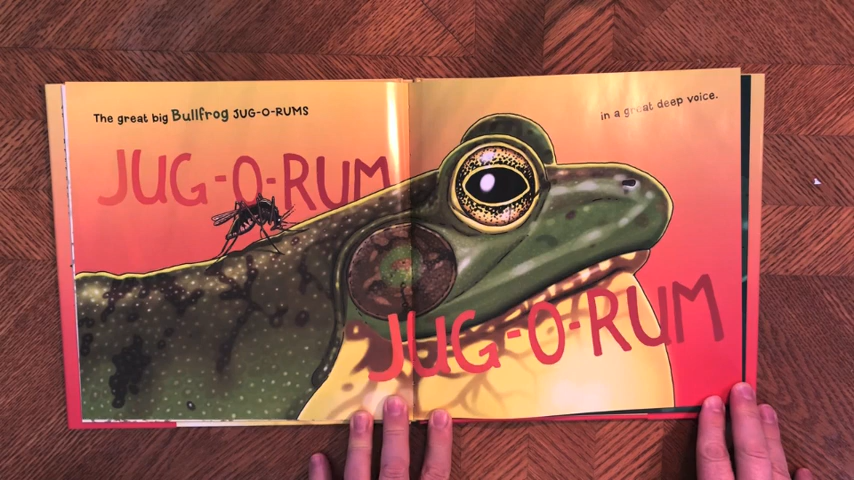 The great big Bullfrog JUG-O-RUMS
JUG-O-RUM
in a great deep voice.
JUG-O-RUM